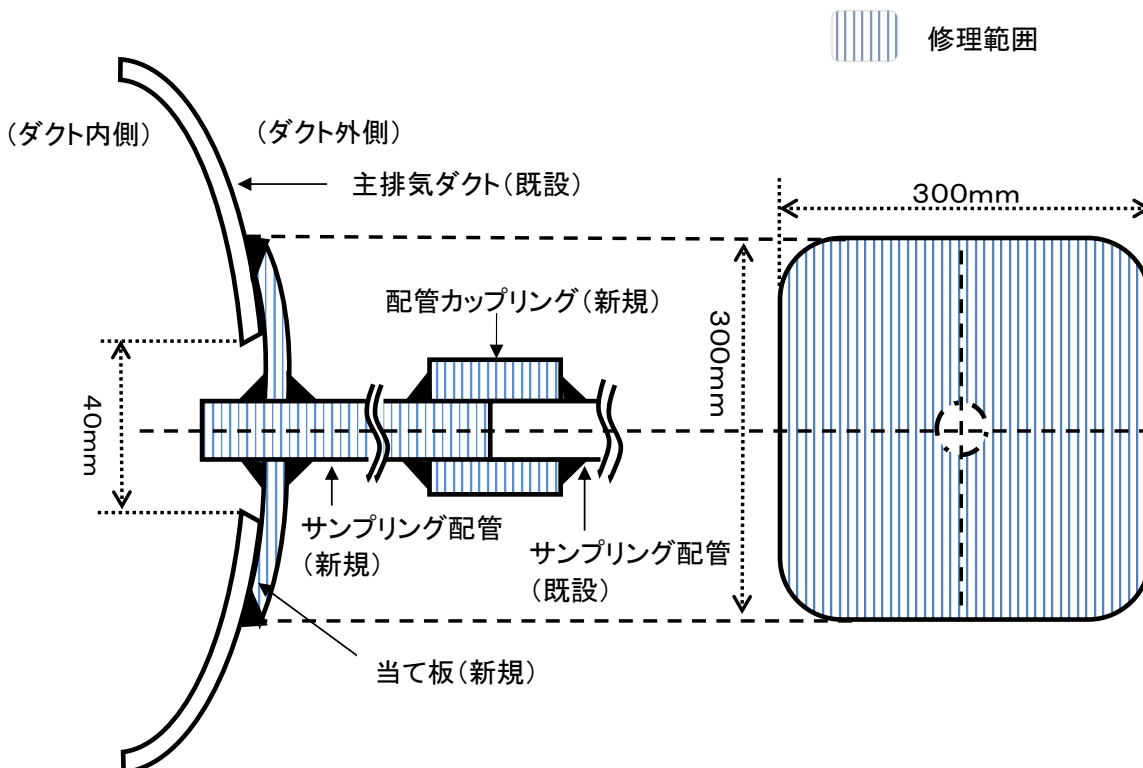 修理範囲
(ダクト内側)
(ダクト外側)
主排気ダクト(既設)
300mm
配管カップリング(新規)
300mm
40mm
サンプリング配管
(新規)
サンプリング配管
(既設)
当て板(新規)